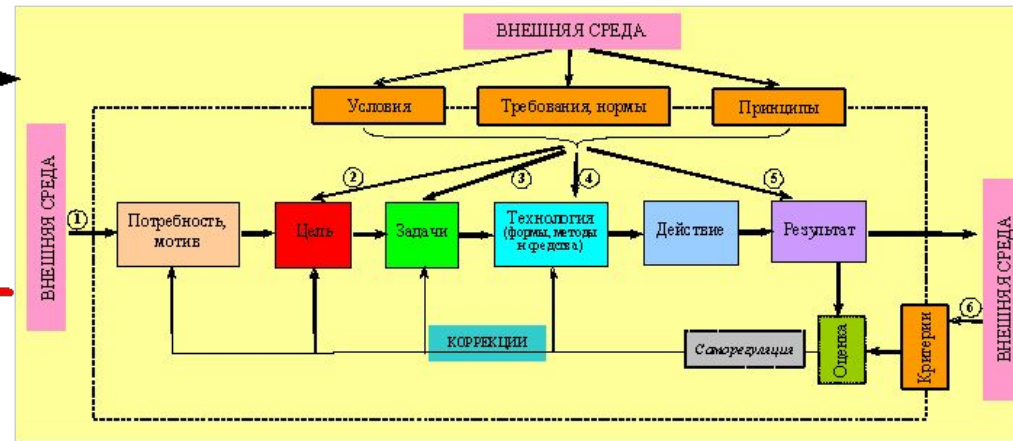 ВНЕШНЯЯ СРЕДА
Условия
Требования, нормы
Принципы
ВНЕШНЯЯ СРЕДА
1
2
3
4
5
Потребность,
мотив
Цель
Задачи
Технология
(формы, методы
и средства)
Действие
Результат
ВНЕШНЯЯ СРЕДА
6
КОРРЕКЦИИ
Саморегуляция
Оценка
Критерии